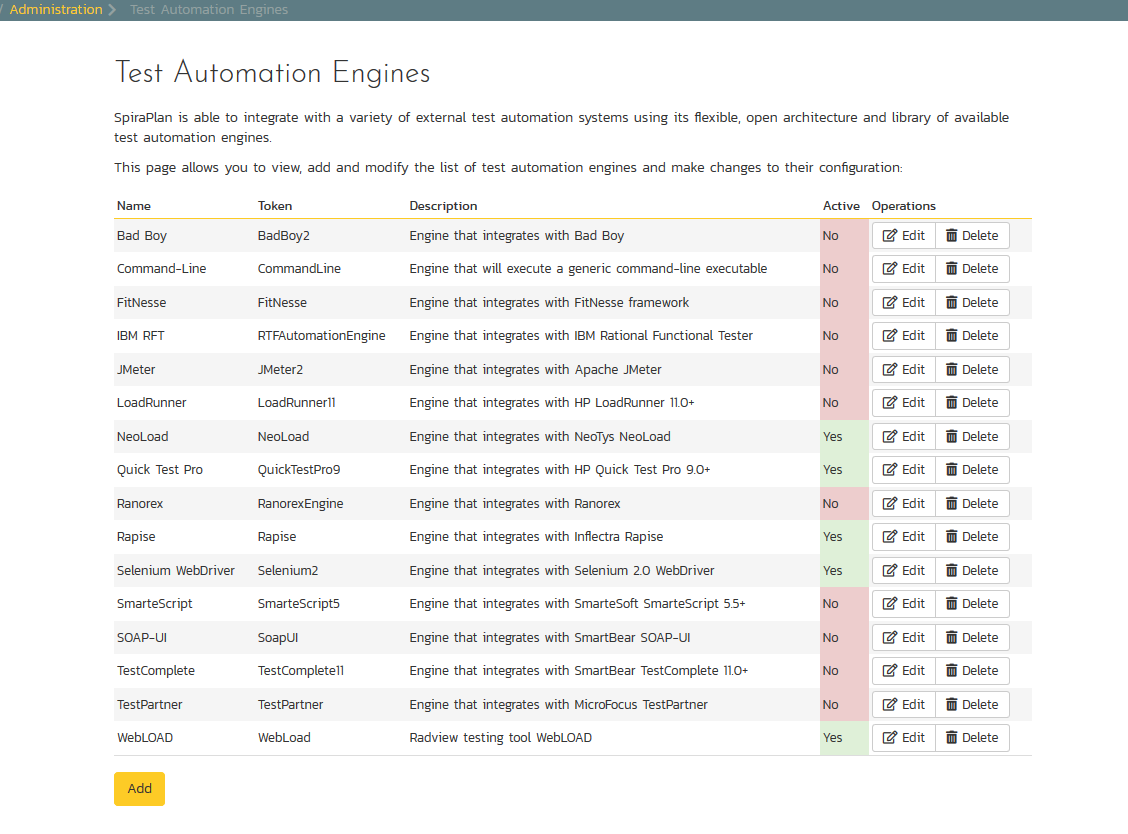 / Administration > Test Automation Engines
Test Automation Engines
SpiraPlan is able to integrate with a variety of external test automation systems using its flexible, open architecture and library of available
test automation engines.
This page allows you to view, add and modify the list of test automation engines and make changes to their configuration:
Name Token Description Active Operations
Bad Boy BadBoy2 Engine that integrates with Bad Boy No Edit Delete
Command-Line CommandLine Engine that will execute a generic command-line executable No Edit Delete
FitNesse FitNesse Engine that integrates with FitNesse framework No Edit Delete
IBM RFT RTFAutomationEngine Engine that integrates with IBM Rational Functional Tester No Edit Delete
JMeter JMeter2 Engine that integrates with Apache JMeter No Edit Delete
LoadRunner LoadRunner11 Engine that integrates with HP LoadRunner 11.0+ No Edit Delete
NeoLoad NeoLoad Engine that integrates with NeoTys NeoLoad Yes Edit Delete
Quick Test Pro QuickTestPro9 Engine that integrates with HP Quick Test Pro 9.0+ Yes Edit Delete
Ranorex RanorexEngine Engine that integrates with Ranorex No Edit Delete
Rapise Rapise Engine that integrates with Inflectra Rapise Yes Edit Delete
Selenium WebDriver Selenium2 Engine that integrates with Selenium 2.0 WebDriver Yes Edit Delete
SmarteScript SmarteScript5 Engine that integrates with SmarteSoft SmarteScript 5.5+ No Edit Delete
SOAP-UI SoapUI Engine that integrates with SmartBear SOAP-UI No Edit Delete
TestComplete TestComplete11 Engine that integrates with SmartBear TestComplete 11.0+ No Edit Delete
TestPartner TestPartner Engine that integrates with MicroFocus TestPartner No Edit Delete
WebLOAD WebLoad Radview testing tool WebLOAD Yes Edit Delete
Add